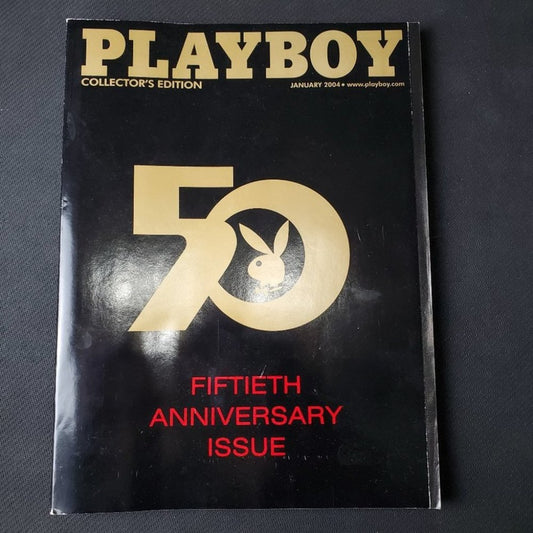 PLAYBOY
COLLECTOR'S EDITION
JANUARY 2004 • www.playboy.com
50
FIFTIETH
ANNIVERSARY
ISSUE